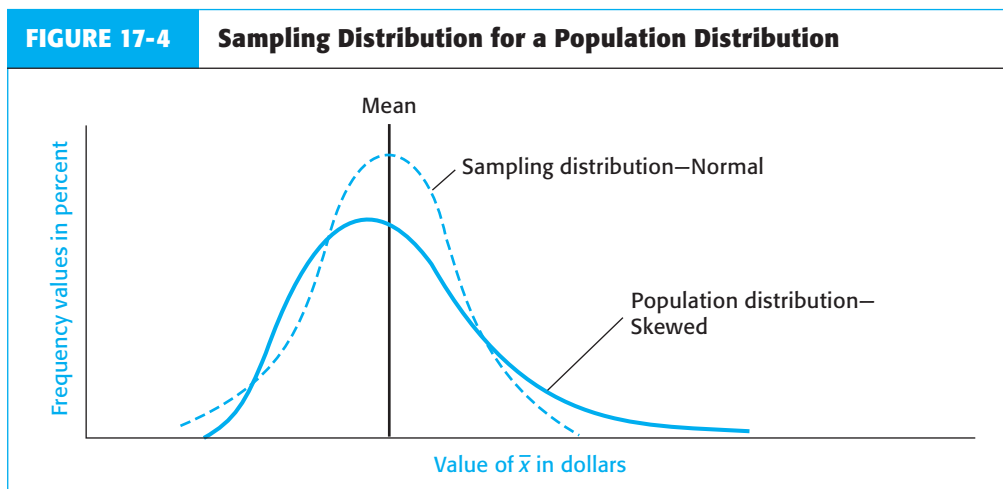 FIGURE 17-4 Sampling Distribution for a Population Distribution
Mean
Sampling distribution—Normal
Population distribution—
Skewed
Frequency values in percent
Value of x̅ in dollars